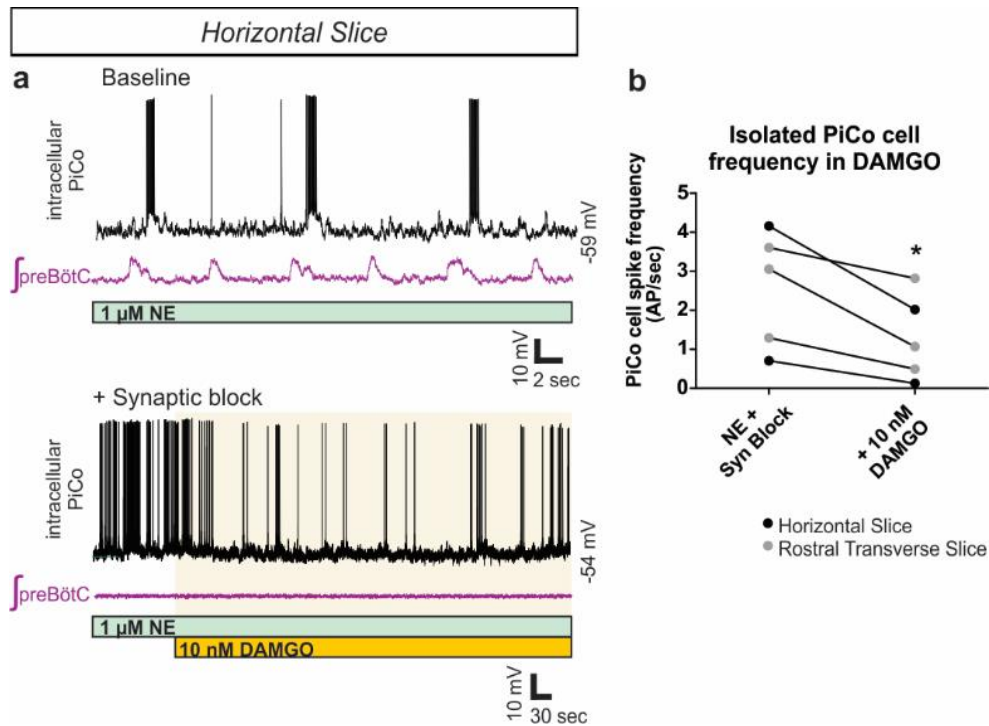 Horizontal Slice
a
Baseline
intracellular
PiCo
-59 mV
∫preBötC
1 µM NE
10 mV
2 sec
+ Synaptic block
intracellular
PiCo
-54 mV
∫preBötC
1 µM NE
10 nM DAMGO
10 mV
30 sec
b
Isolated PiCo cell
frequency in DAMGO
PiCo cell spike frequency
(AP/sec)
5
4
3
2
1
0
*
NE +
Syn Block
+ 10 nM
DAMGO
Horizontal Slice
Rostral Transverse Slice